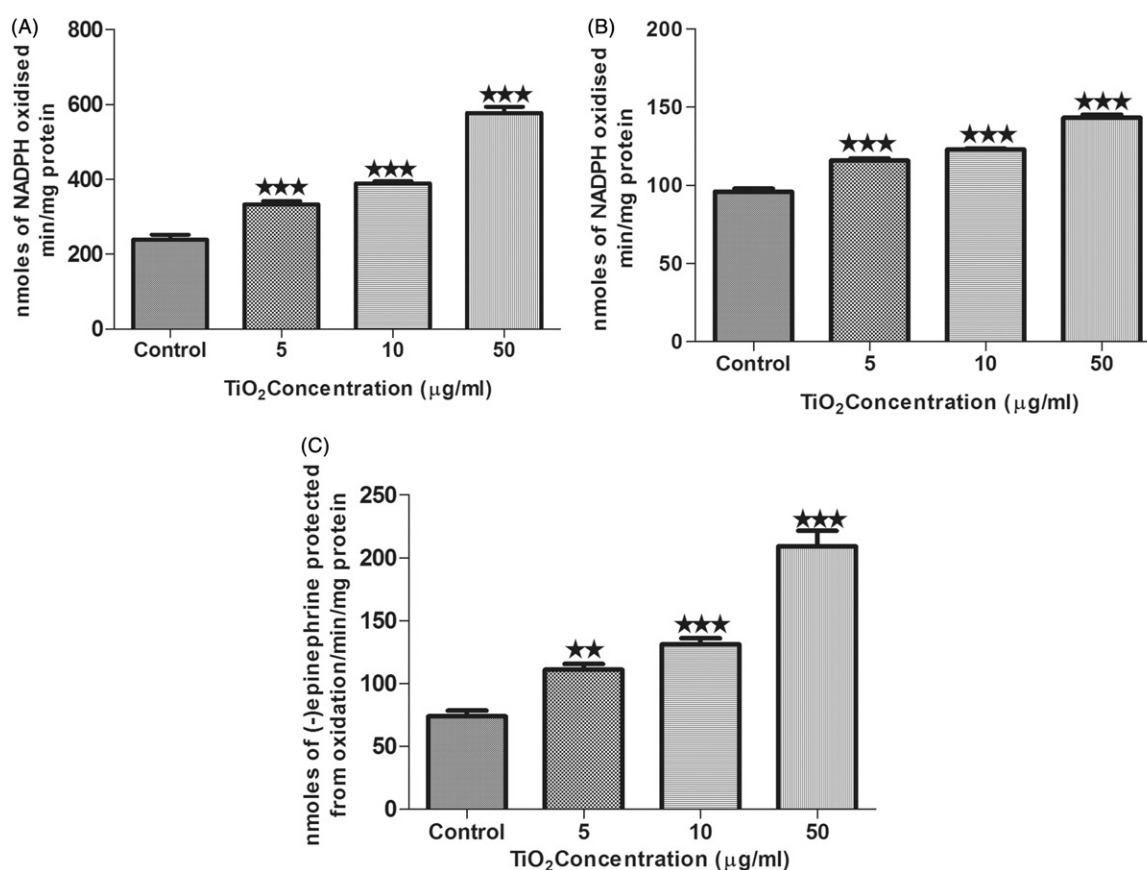 (A)
nmoles of NADPH oxidised
min/mg protein
800
600
400
200
0
★★★
★★★
★★★
Control
5
10
50
TiO₂Concentration (μg/ml)
(B)
nmoles of NADPH oxidised
min/mg protein
200
150
100
50
0
★★★
★★★
★★★
Control
5
10
50
TiO₂Concentration (μg/ml)
(C)
nmoles of (-)epinephrine protected
from oxidation/min/mg protein
250
200
150
100
50
0
★★
★★★
★★★
Control
5
10
50
TiO₂Concentration (μg/ml)